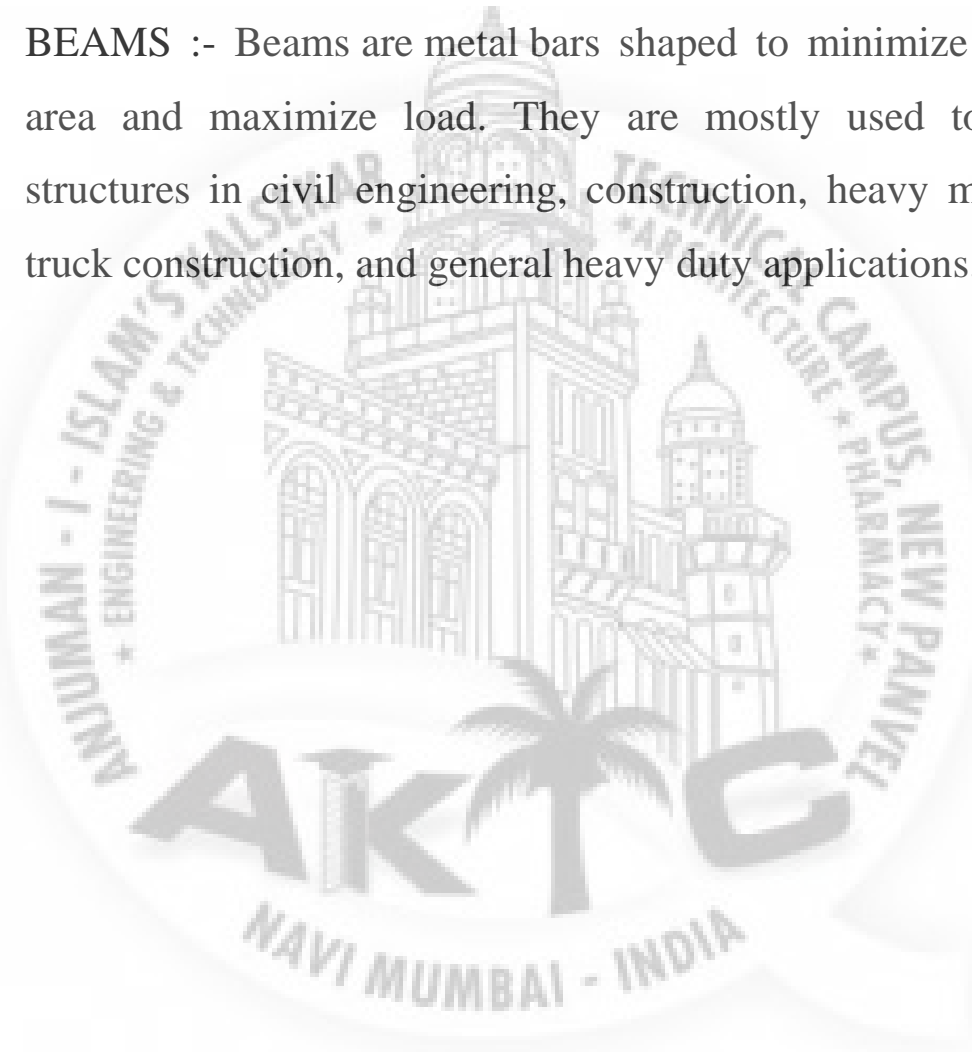 BEAMS :- Beams are metal bars shaped to minimize
area and maximize load. They are mostly used to
structures in civil engineering, construction, heavy m
truck construction, and general heavy duty applications
ANJUMAN - I - ISLAM'S KALSEKAR TECHNICAL CAMPUS, NEW PANVEL
* ENGINEERING & TECHNOLOGY * *ARCHITECTURE * PHARMACY*
AKTC
NAVI MUMBAI - INDIA